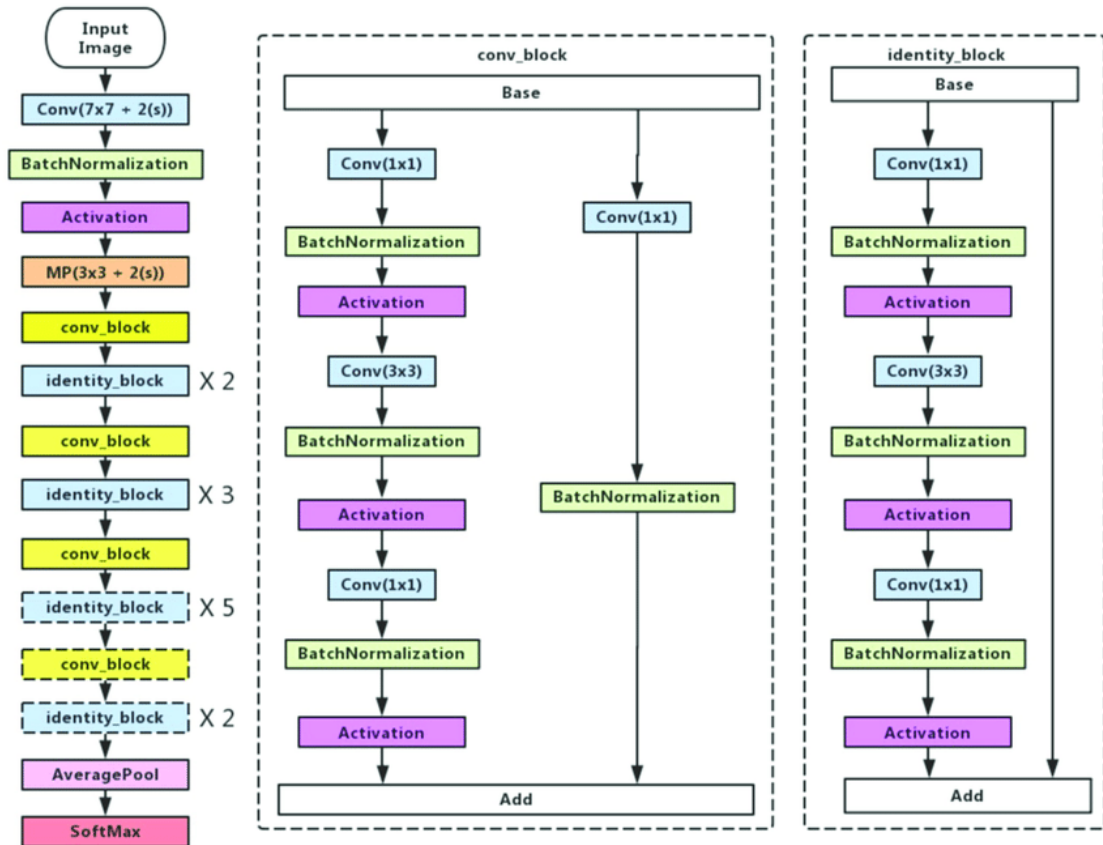 Input
Image
Conv(7x7 + 2(s))
BatchNormalization
Activation
MP(3x3 + 2(s))
conv_block
identity_block X 2
conv_block
identity_block X 3
conv_block
identity_block X 5
conv_block
identity_block X 2
AveragePool
SoftMax
conv_block
Base
Conv(1x1)
BatchNormalization
Activation
Conv(3x3)
BatchNormalization
Activation
Conv(1x1)
BatchNormalization
Activation
Conv(1x1)
BatchNormalization
Add
identity_block
Base
Conv(1x1)
BatchNormalization
Activation
Conv(3x3)
BatchNormalization
Activation
Conv(1x1)
BatchNormalization
Activation
Add